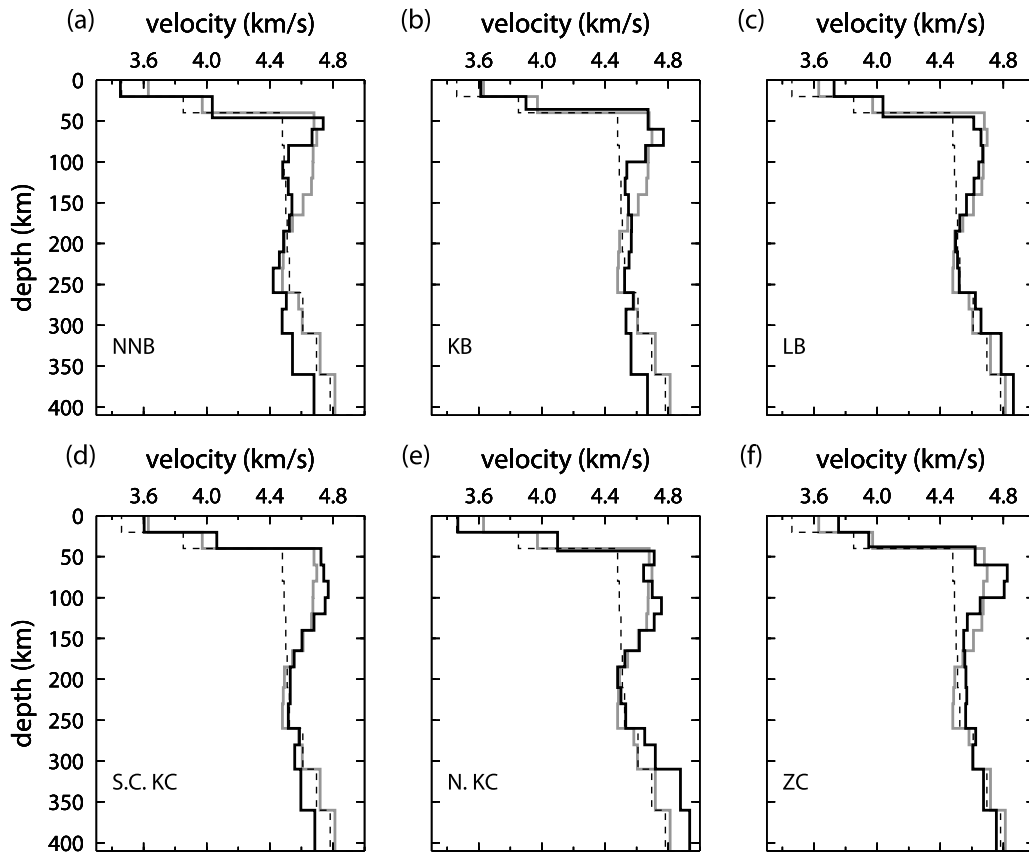 (a) velocity (km/s) (b) velocity (km/s) (c) velocity (km/s)
3.6 4.0 4.4 4.8 3.6 4.0 4.4 4.8 3.6 4.0 4.4 4.8
0
50
100
150
200
250
300
350
400
depth (km)
NNB KB LB
(d) velocity (km/s) (e) velocity (km/s) (f) velocity (km/s)
3.6 4.0 4.4 4.8 3.6 4.0 4.4 4.8 3.6 4.0 4.4 4.8
0
50
100
150
200
250
300
350
400
depth (km)
S.C. KC N. KC ZC